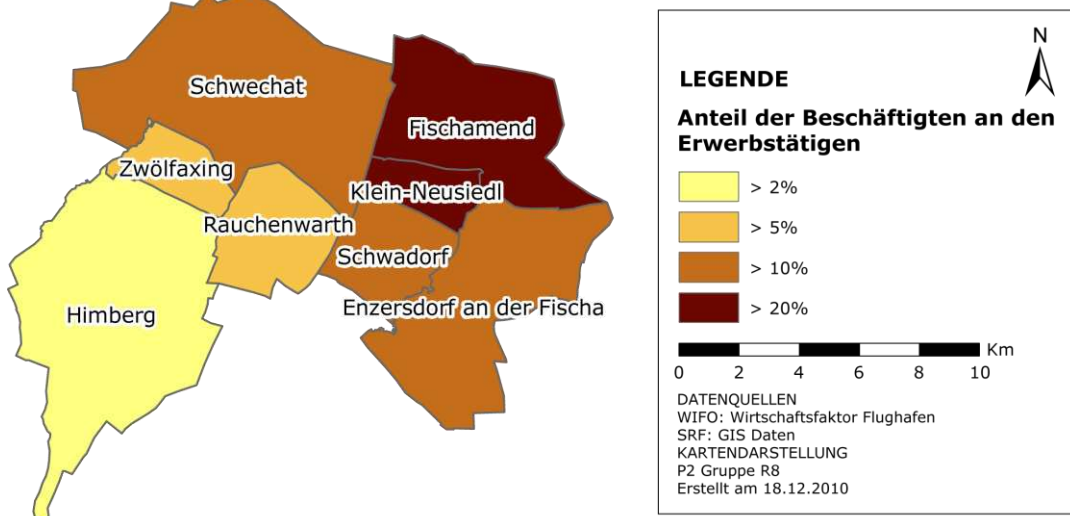 Schwechat
Fischamend
Zwölfaxing
Klein-Neusiedl
Rauchenwarth
Schwadorf
Enzersdorf an der Fischa
Himberg
N
LEGENDE
Anteil der Beschäftigten an den
Erwerbstätigen
> 2%
> 5%
> 10%
> 20%
Km
0 2 4 6 8 10
DATENQUELLEN
WIFO: Wirtschaftsfaktor Flughafen
SRF: GIS Daten
KARTENDARSTELLUNG
P2 Gruppe R8
Erstellt am 18.12.2010